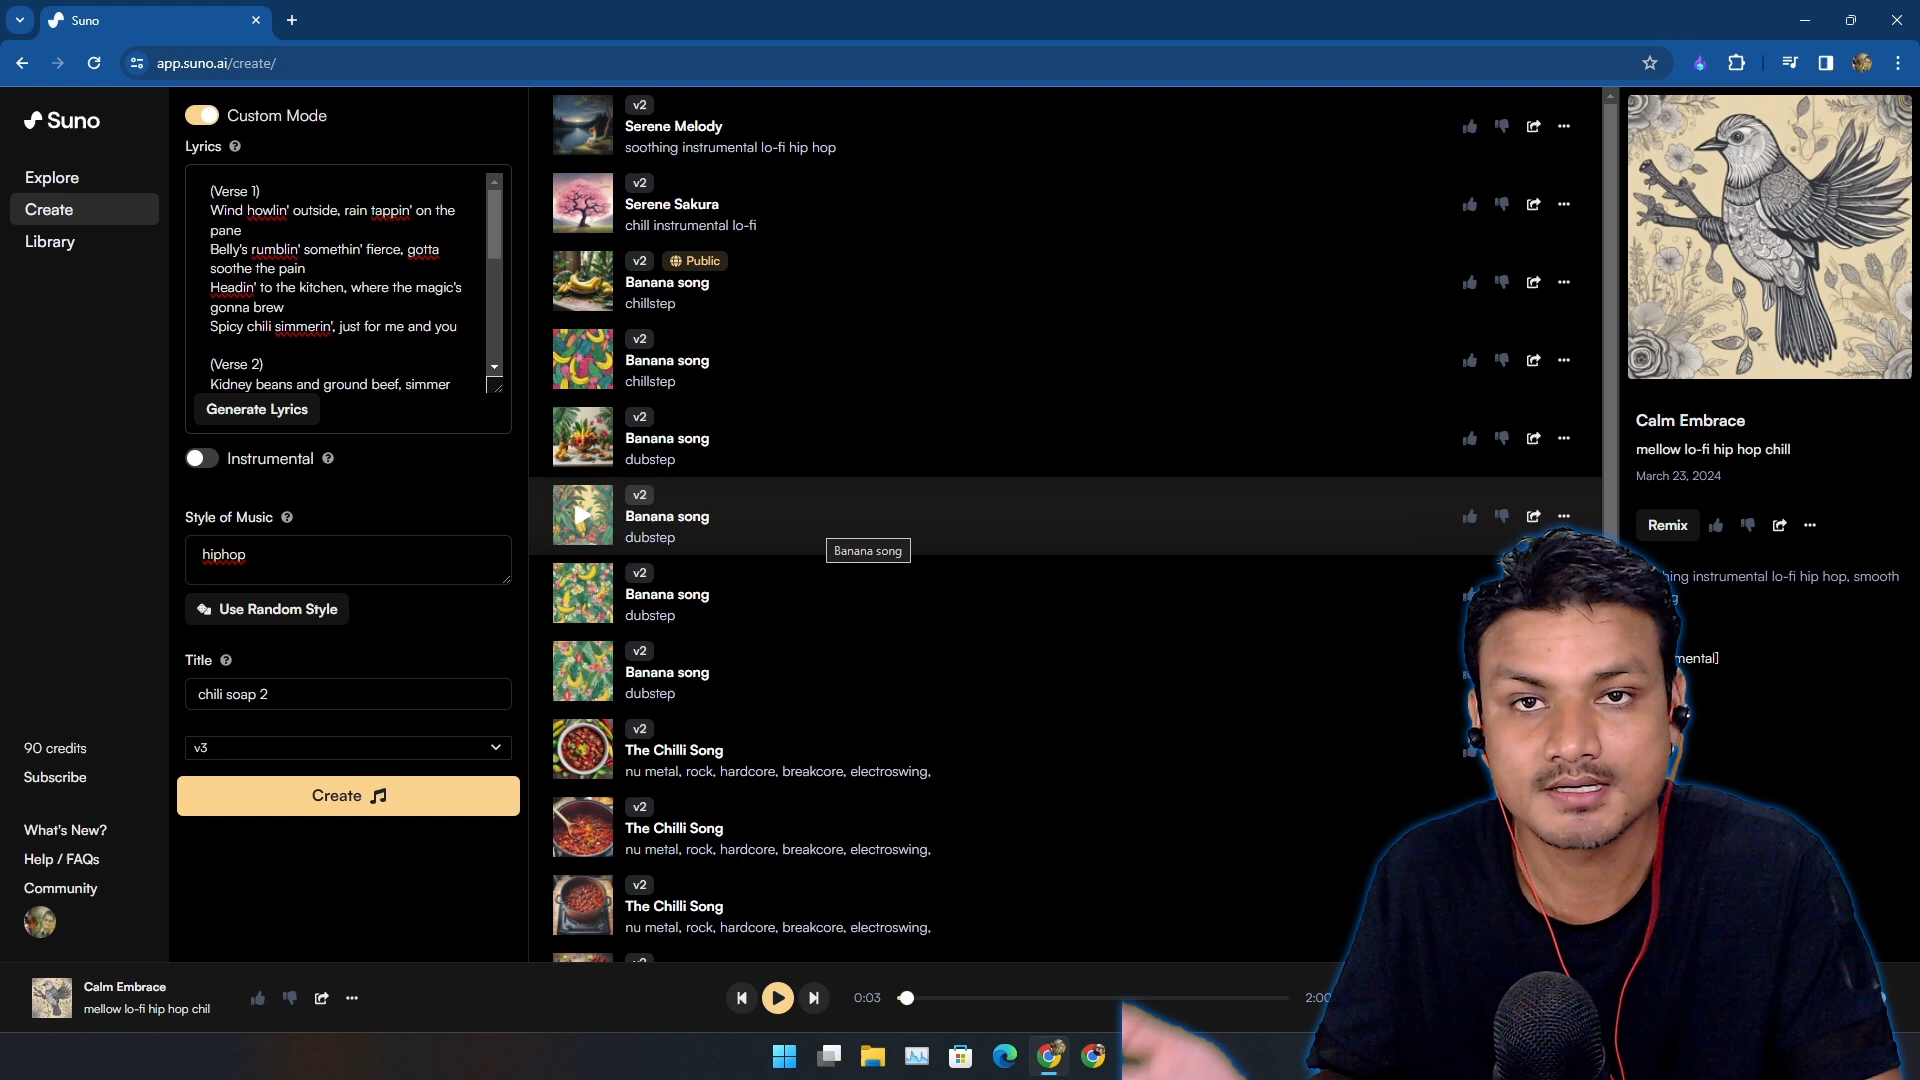 Suno
app.suno.ai/create/
Suno
Explore
Create
Library
90 credits
Subscribe
What's New?
Help / FAQs
Community
Custom Mode
Lyrics
(Verse 1)
Wind howlin' outside, rain tappin' on the
pane
Belly's rumblin' somethin' fierce, gotta
soothe the pain
Headin' to the kitchen, where the magic's
gonna brew
Spicy chili simmerin', just for me and you
(Verse 2)
Kidney beans and ground beef, simmer
Generate Lyrics
Instrumental
Style of Music
hiphop
Use Random Style
Title
chili soap 2
v3
Create
v2
Serene Melody
soothing instrumental lo-fi hip hop
v2
Serene Sakura
chill instrumental lo-fi
v2 Public
Banana song
chillstep
v2
Banana song
chillstep
v2
Banana song
dubstep
v2
Banana song
dubstep
Banana song
v2
Banana song
dubstep
v2
Banana song
dubstep
v2
The Chilli Song
nu metal, rock, hardcore, breakcore, electroswing,
v2
The Chilli Song
nu metal, rock, hardcore, breakcore, electroswing,
v2
The Chilli Song
nu metal, rock, hardcore, breakcore, electroswing,
Calm Embrace
mellow lo-fi hip hop chill
March 23, 2024
Remix
instrumental lo-fi hip hop, smooth
Calm Embrace
mellow lo-fi hip hop chil
0:03